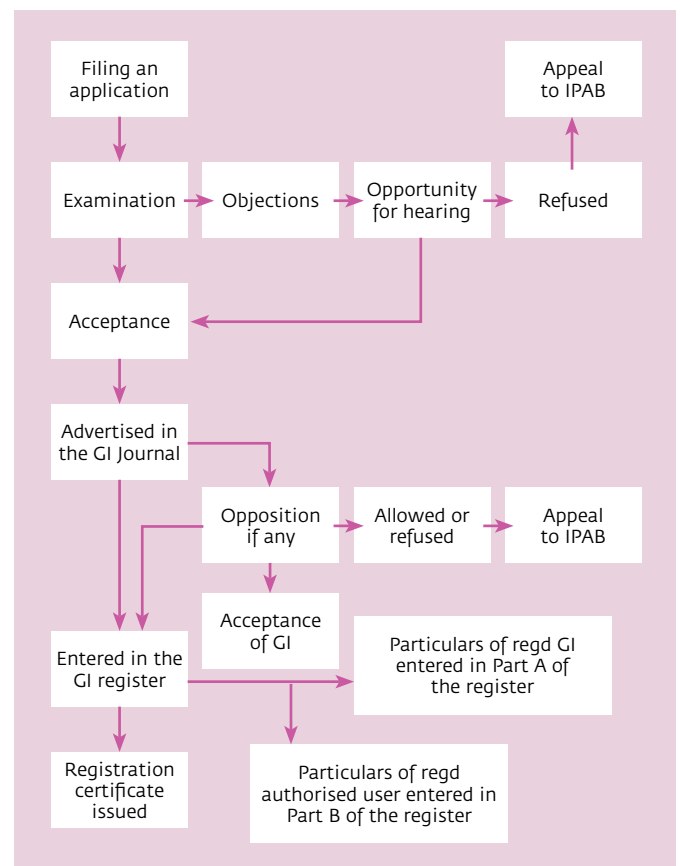 Filing an
application
Appeal
to IPAB
Examination
Objections
Opportunity
for hearing
Refused
Acceptance
Advertised in
the GI Journal
Opposition
if any
Allowed or
refused
Appeal
to IPAB
Acceptance
of GI
Entered in the
GI register
Particulars of regd GI
entered in Part A of
the register
Registration
certificate
issued
Particulars of regd
authorised user entered in
Part B of the register